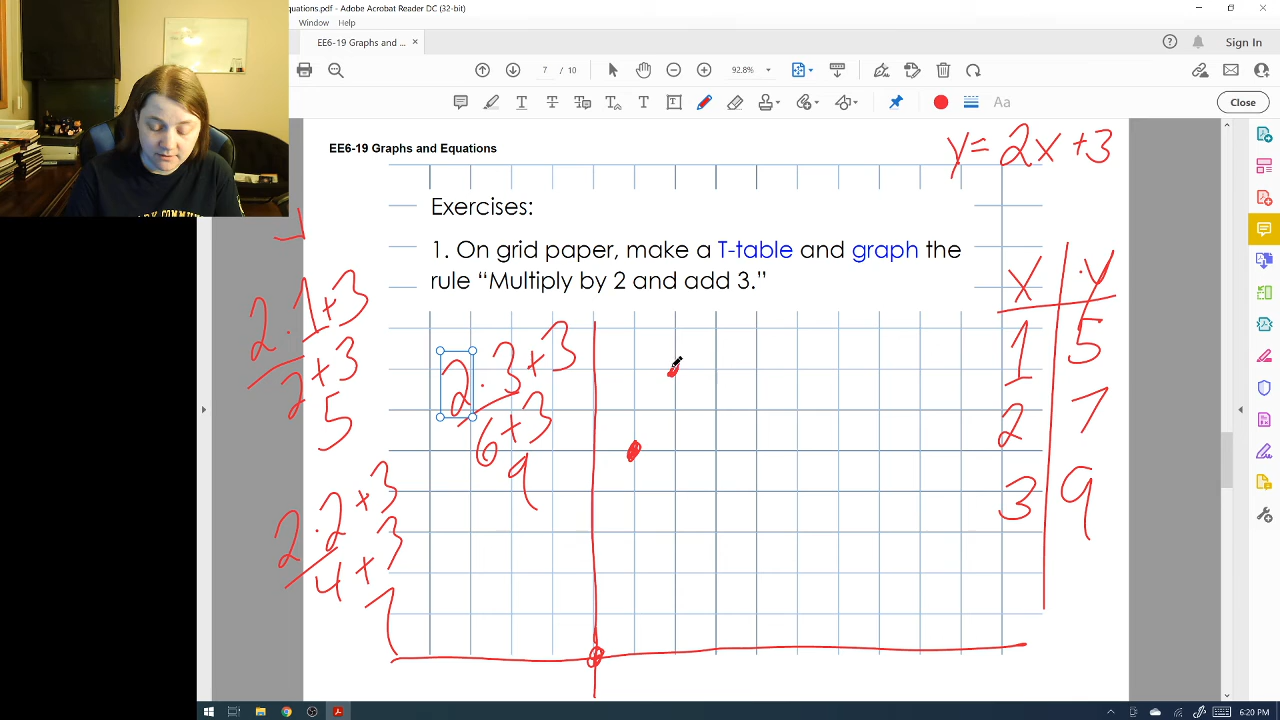 equations.pdf - Adobe Acrobat Reader DC (32-bit)
Window Help
EE6-19 Graphs and ... ×
Sign In
7 / 10
92.8%
Aa
Close
EE6-19 Graphs and Equations
y = 2x + 3
Exercises:
1. On grid paper, make a T-table and graph the
rule “Multiply by 2 and add 3.”
1
2·1+3
2+3
5
2·2+3
4+3
7
2·3+3
6+3
9
x y
1 5
2 7
3 9
6:20 PM